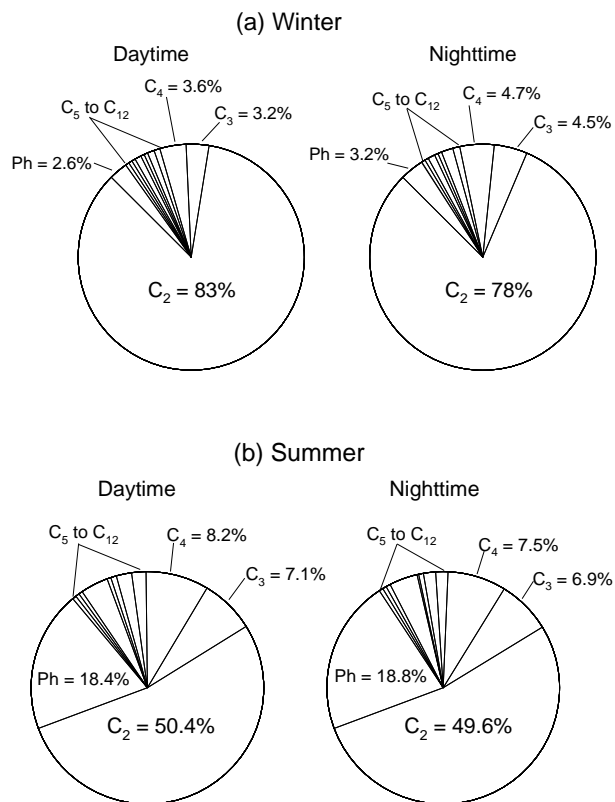 (a) Winter
Daytime
C4 = 3.6%
C5 to C12
C3 = 3.2%
Ph = 2.6%
C2 = 83%
Nighttime
C4 = 4.7%
C5 to C12
C3 = 4.5%
Ph = 3.2%
C2 = 78%
(b) Summer
Daytime
C5 to C12
C4 = 8.2%
C3 = 7.1%
Ph = 18.4%
C2 = 50.4%
Nighttime
C5 to C12
C4 = 7.5%
C3 = 6.9%
Ph = 18.8%
C2 = 49.6%